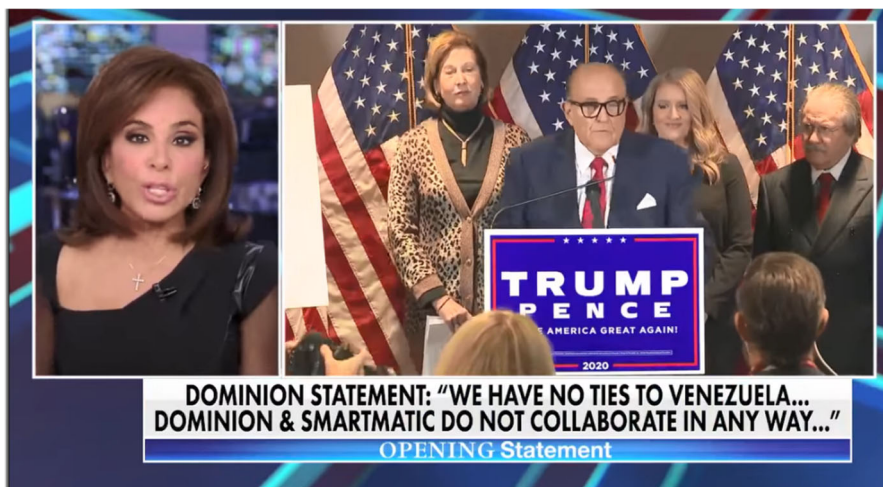 TRUMP
PENCE
E AMERICA GREAT AGAIN!
2020
DOMINION STATEMENT: “WE HAVE NO TIES TO VENEZUELA...
DOMINION & SMARTMATIC DO NOT COLLABORATE IN ANY WAY...”
OPENING Statement